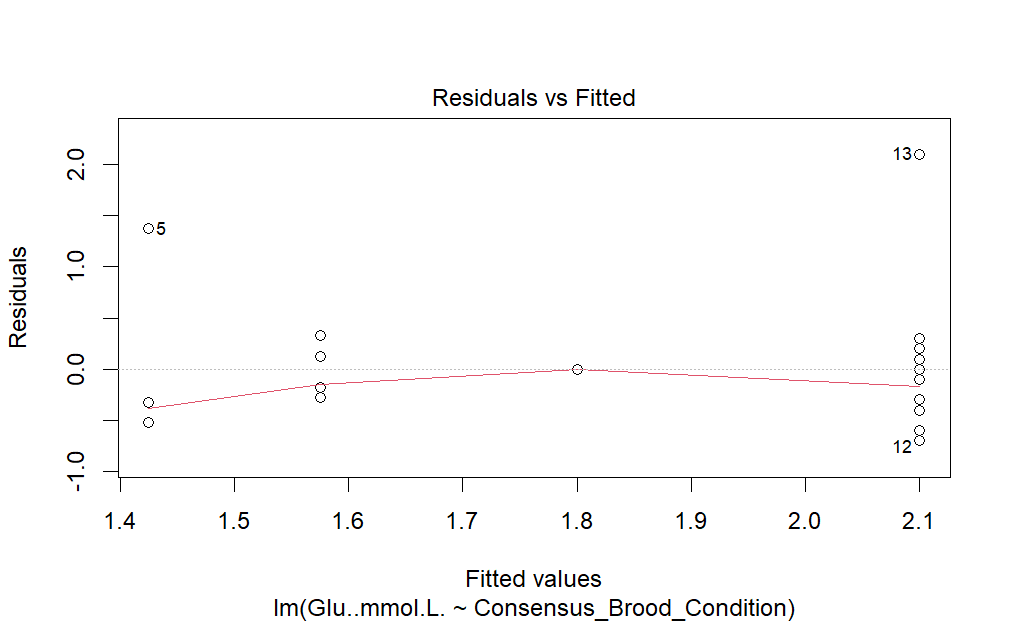 Residuals vs Fitted
Residuals
2.0
1.0
0.0
-1.0
13
5
12
1.4 1.5 1.6 1.7 1.8 1.9 2.0 2.1
Fitted values
lm(Glu..mmol.L. ~ Consensus_Brood_Condition)